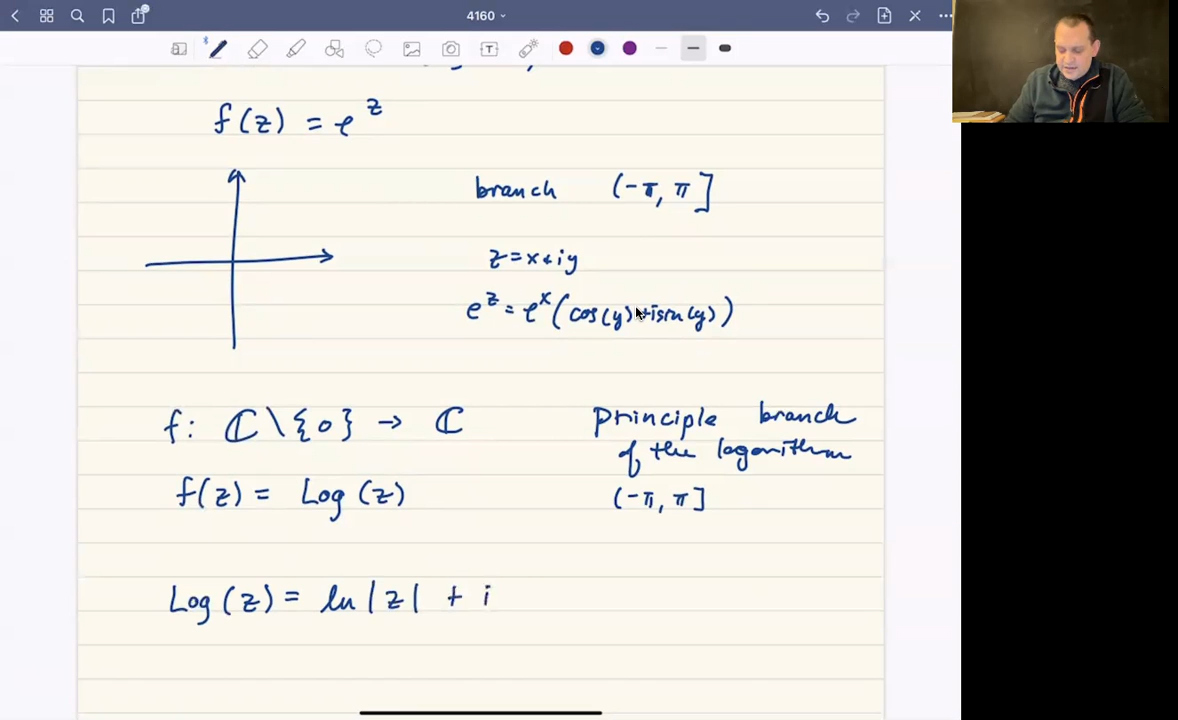 4160
T
f(z) = e^z
branch (-π, π]
z = x + iy
e^z = e^x (cos(y) + isin(y))
f: ℂ \ {0} → ℂ
Principle branch
of the logarithm
f(z) = Log (z)
(-π, π]
Log (z) = ln |z| + i